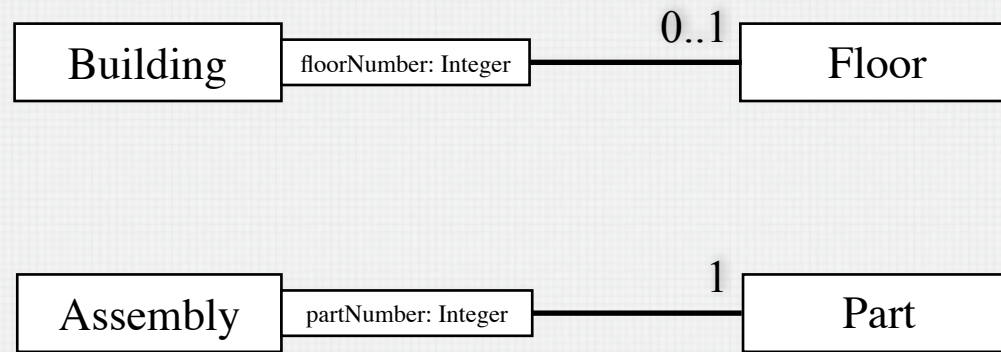 0..1
Building
floorNumber: Integer
Floor
1
Assembly
partNumber: Integer
Part